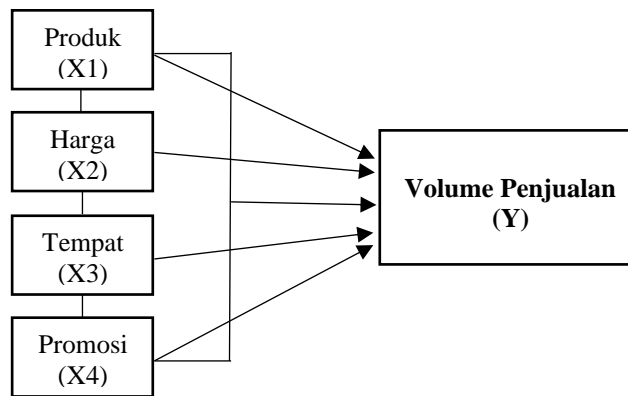 Produk
(X1)
Harga
(X2)
Tempat
(X3)
Promosi
(X4)
Volume Penjualan
(Y)